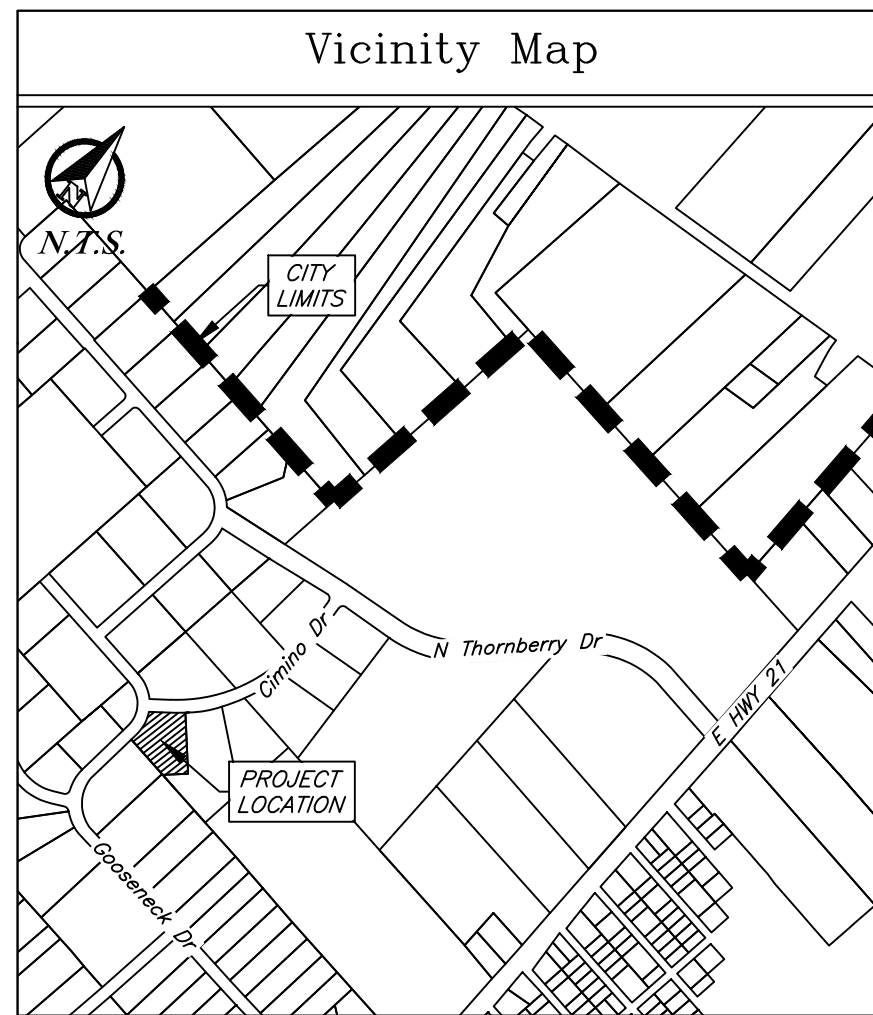 Vicinity Map
N
N.T.S.
CITY
LIMITS
Cimino Dr
N Thornberry Dr
E HWY 21
PROJECT
LOCATION
Gooseneck Dr